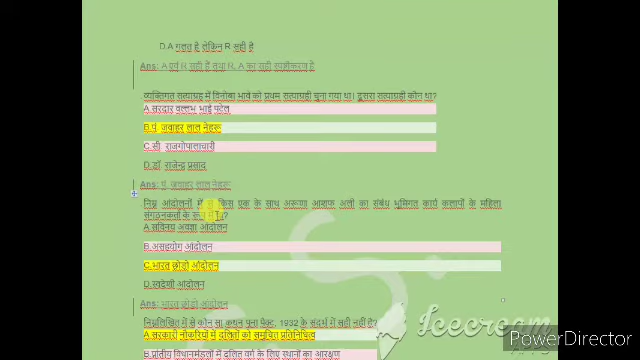 D.A गलत है, लेकिन R सही है
Ans: A एवं R सही हैं तथा R, A का सही स्पष्टीकरण है
व्यक्तिगत सत्याग्रह में विनोबा भावे को प्रथम सत्याग्रही चुना गया था। दूसरा सत्याग्रही कौन था?
A.सरदार वल्लभ भाई पटेल
B.पं. जवाहर लाल नेहरू
C.सी. राजगोपालाचारी
D.डॉ. राजेन्द्र प्रसाद
Ans: पं. जवाहर लाल नेहरू
निम्न आंदोलनों में से किस एक के साथ अरूणा आसफ अली का संबंध भूमिगत कार्य कलापों के महिला
संगठनकर्ता के रूप में था?
A.सविनय अवज्ञा आंदोलन
B.असहयोग आंदोलन
C.भारत छोड़ो आंदोलन
D.स्वदेशी आंदोलन
Ans: भारत छोड़ो आंदोलन
निम्नलिखित में से कौन सा कथन पूना पैक्ट, 1932 के संदर्भ में सही नहीं है?
A.सरकारी नौकरियों में दलितों को समुचित प्रतिनिधित्व
B.प्रांतीय विधानमंडलों में दलित वर्ग के लिए स्थानों का आरक्षण
Icecream
PowerDirector